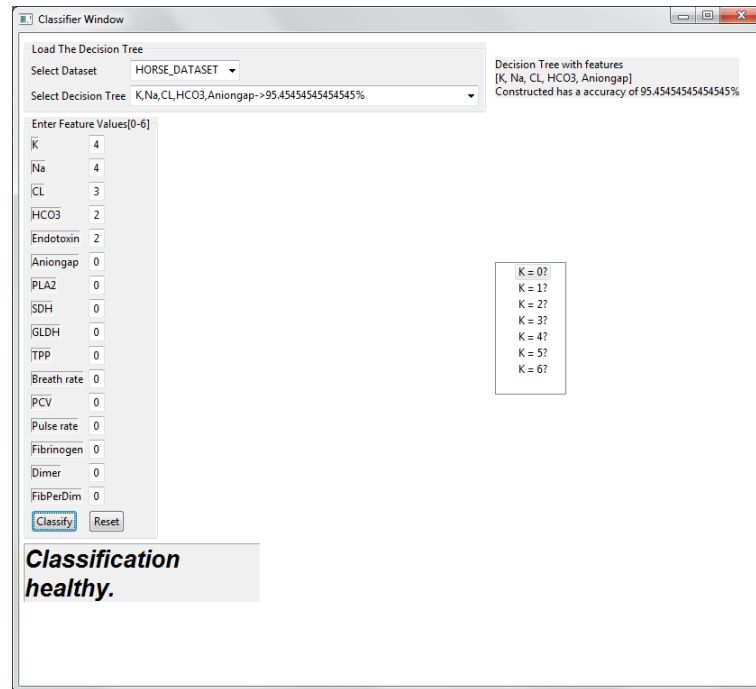 Classifier Window
Load The Decision Tree
Select Dataset HORSE_DATASET
Select Decision Tree K,Na,CL,HCO3,Aniongap->95.45454545454545%
Decision Tree with features
[K, Na, CL, HCO3, Aniongap]
Constructed has a accuracy of 95.45454545454545%
Enter Feature Values[0-6]
K 4
Na 4
CL 3
HCO3 2
Endotoxin 2
Aniongap 0
PLA2 0
SDH 0
GLDH 0
TPP 0
Breath rate 0
PCV 0
Pulse rate 0
Fibrinogen 0
Dimer 0
FibPerDim 0
Classify Reset
K = 0?
K = 1?
K = 2?
K = 3?
K = 4?
K = 5?
K = 6?
Classification
healthy.